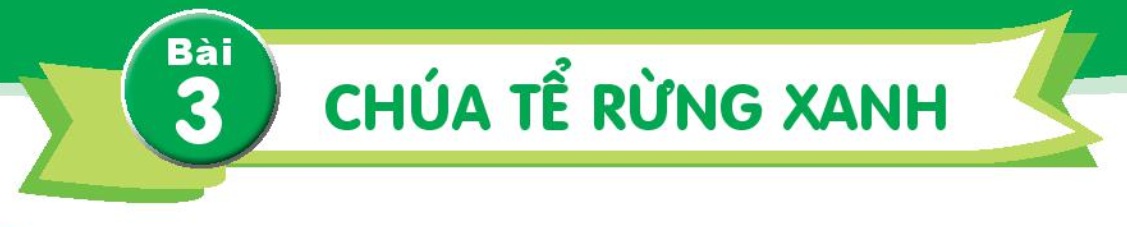 Bài
3
CHÚA TỂ RỪNG XANH